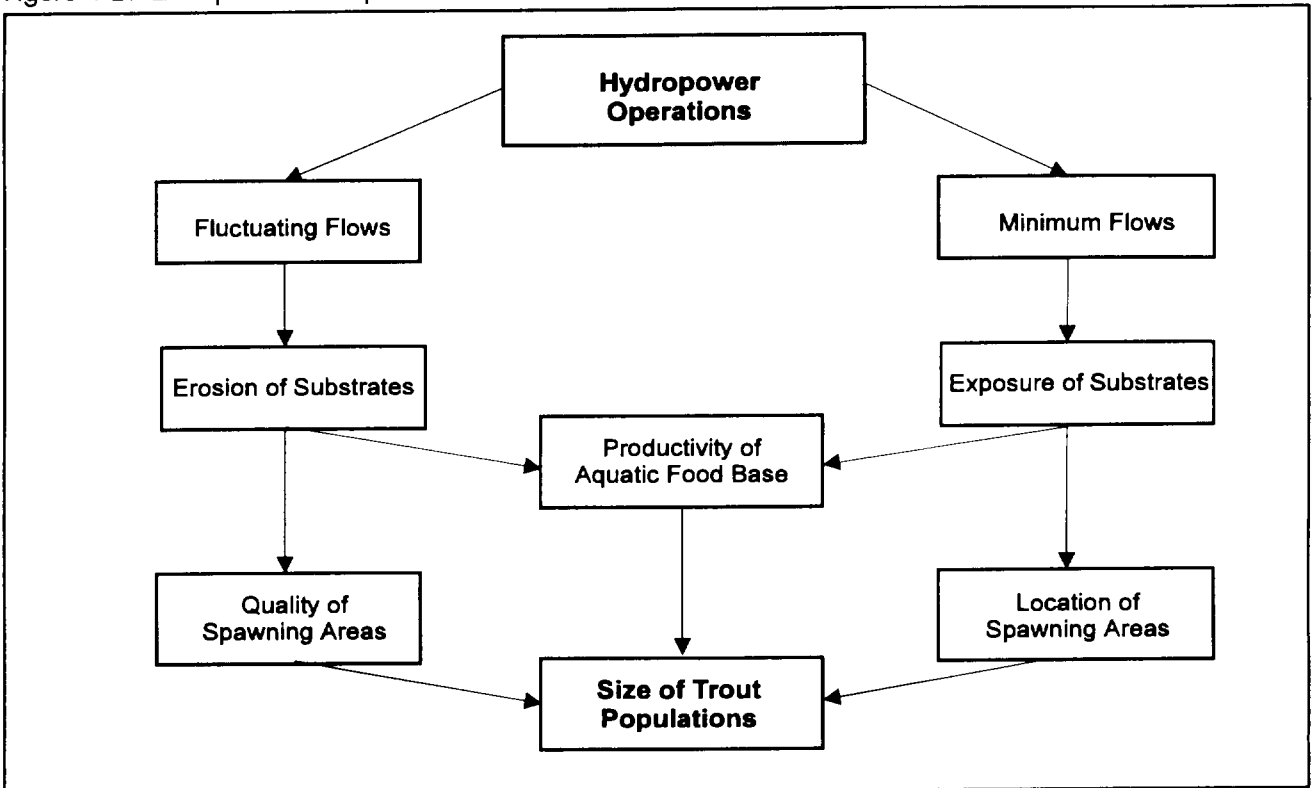 Hydropower
Operations
Fluctuating Flows
Minimum Flows
Erosion of Substrates
Exposure of Substrates
Productivity of
Aquatic Food Base
Quality of
Spawning Areas
Location of
Spawning Areas
Size of Trout
Populations